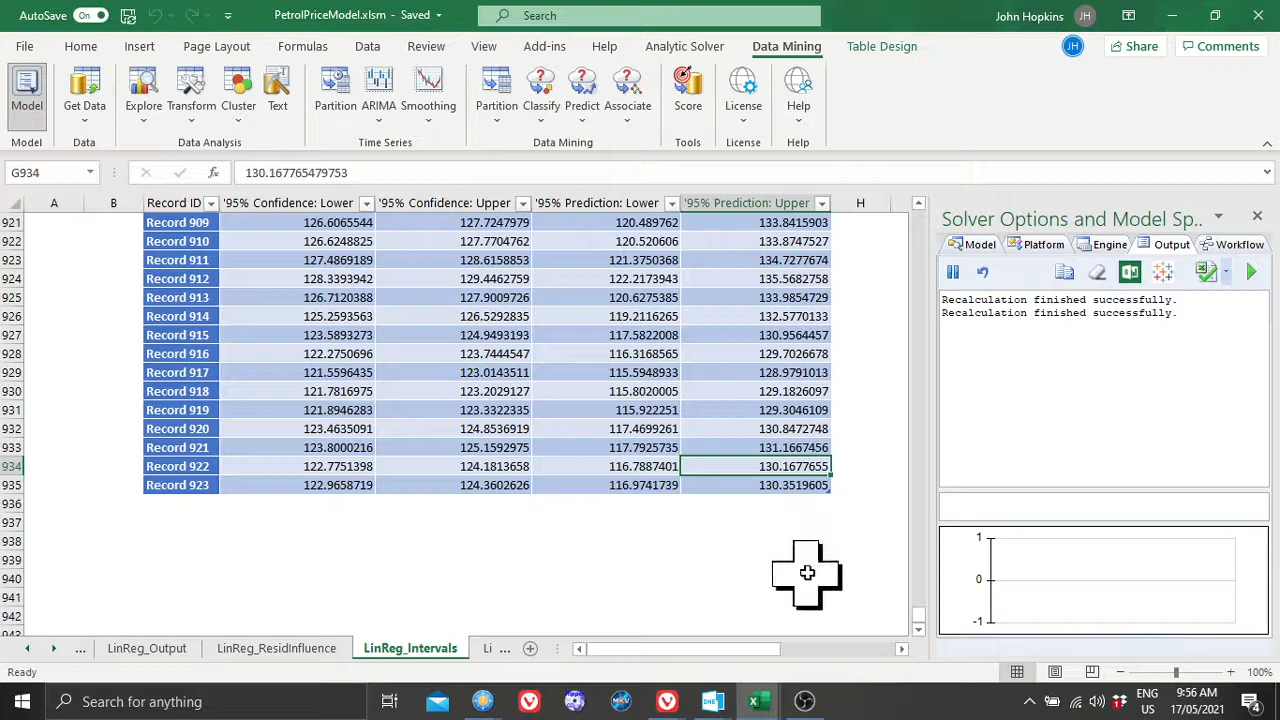 AutoSave On PetrolPriceModel.xlsm - Saved Search John Hopkins JH
File Home Insert Page Layout Formulas Data Review View Add-ins Help Analytic Solver Data Mining Table Design JH Share Comments
Model Get Data Explore Transform Cluster Text Partition ARIMA Smoothing Partition Classify Predict Associate Score License Help
Model Data Data Analysis Time Series Data Mining Tools License Help
G934 fx 130.167765479753
A B Record ID '95% Confidence: Lower '95% Confidence: Upper '95% Prediction: Lower '95% Prediction: Upper H
921 Record 909 126.6065544 127.7247979 120.489762 133.8415903
922 Record 910 126.6248825 127.7704762 120.520606 133.8747527
923 Record 911 127.4869189 128.6158853 121.3750368 134.7277674
924 Record 912 128.3393942 129.4462759 122.2173943 135.5682758
925 Record 913 126.7120388 127.9009726 120.6275385 133.9854729
926 Record 914 125.2593563 126.5292835 119.2116265 132.5770133
927 Record 915 123.5893273 124.9493193 117.5822008 130.9564457
928 Record 916 122.2750696 123.7444547 116.3168565 129.7026678
929 Record 917 121.5596435 123.0143511 115.5948933 128.9791013
930 Record 918 121.7816975 123.2029127 115.8020005 129.1826097
931 Record 919 121.8946283 123.3322335 115.922251 129.3046109
932 Record 920 123.4635091 124.8536919 117.4699261 130.8472748
933 Record 921 123.8000216 125.1592975 117.7925735 131.1667456
934 Record 922 122.7751398 124.1813658 116.7887401 130.1677655
935 Record 923 122.9658719 124.3602626 116.9741739 130.3519605
936
937
938
939
940
941
942
Solver Options and Model Sp..
Model Platform Engine Output Workflow
Recalculation finished successfully.
Recalculation finished successfully.
1
0
-1
... LinReg_Output LinReg_ResidInfluence LinReg_Intervals Li ...
Ready 100%
Search for anything ENG 9:56 AM
US 17/05/2021 4